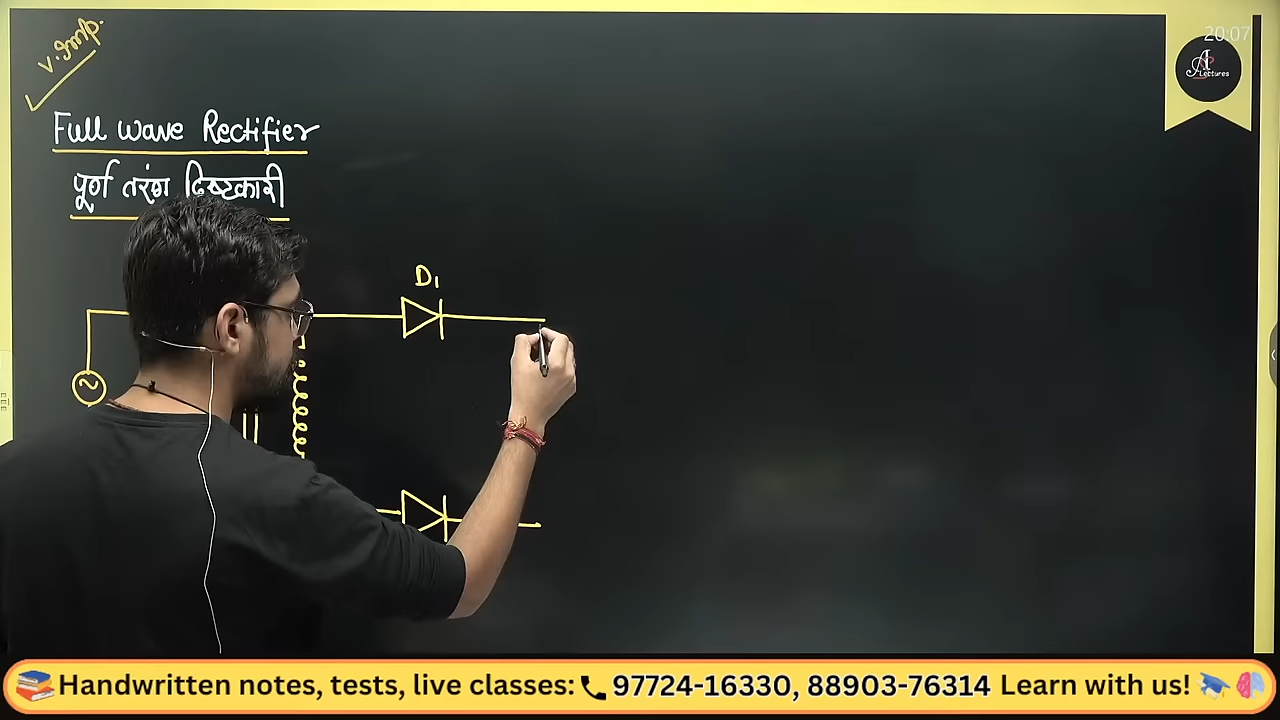 v.imp.
20:07
A Lectures
Full wave Rectifier
पूर्ण तरंग दिष्टकारी
D1
Handwritten notes, tests, live classes: 97724-16330, 88903-76314 Learn with us!